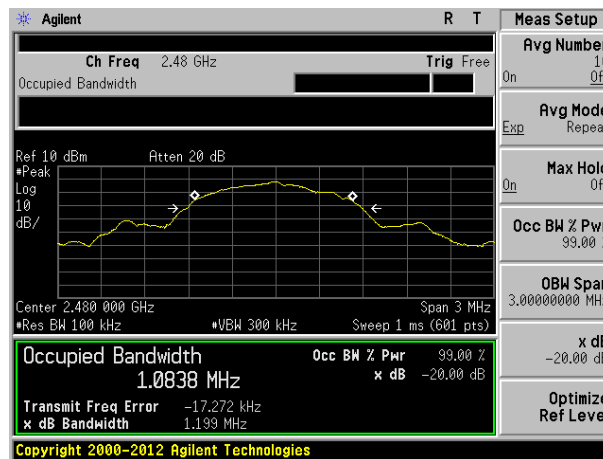 Agilent R T
Meas Setup
Ch Freq 2.48 GHz Trig Free
Occupied Bandwidth
Ref 10 dBm Atten 20 dB
#Peak
Log
10
dB/
Center 2.480 000 GHz Span 3 MHz
#Res BW 100 kHz #VBW 300 kHz Sweep 1 ms (601 pts)
Occupied Bandwidth
1.0838 MHz
Occ BW % Pwr 99.00 %
x dB -20.00 dB
Transmit Freq Error -17.272 kHz
x dB Bandwidth 1.199 MHz
Copyright 2000-2012 Agilent Technologies
Avg Number
On
Avg Mode
Exp Repeat
Max Hold
On
Occ BW % Pwr
99.00
OBW Span
3.00000000 MHz
x dB
-20.00 dB
Optimize
Ref Level